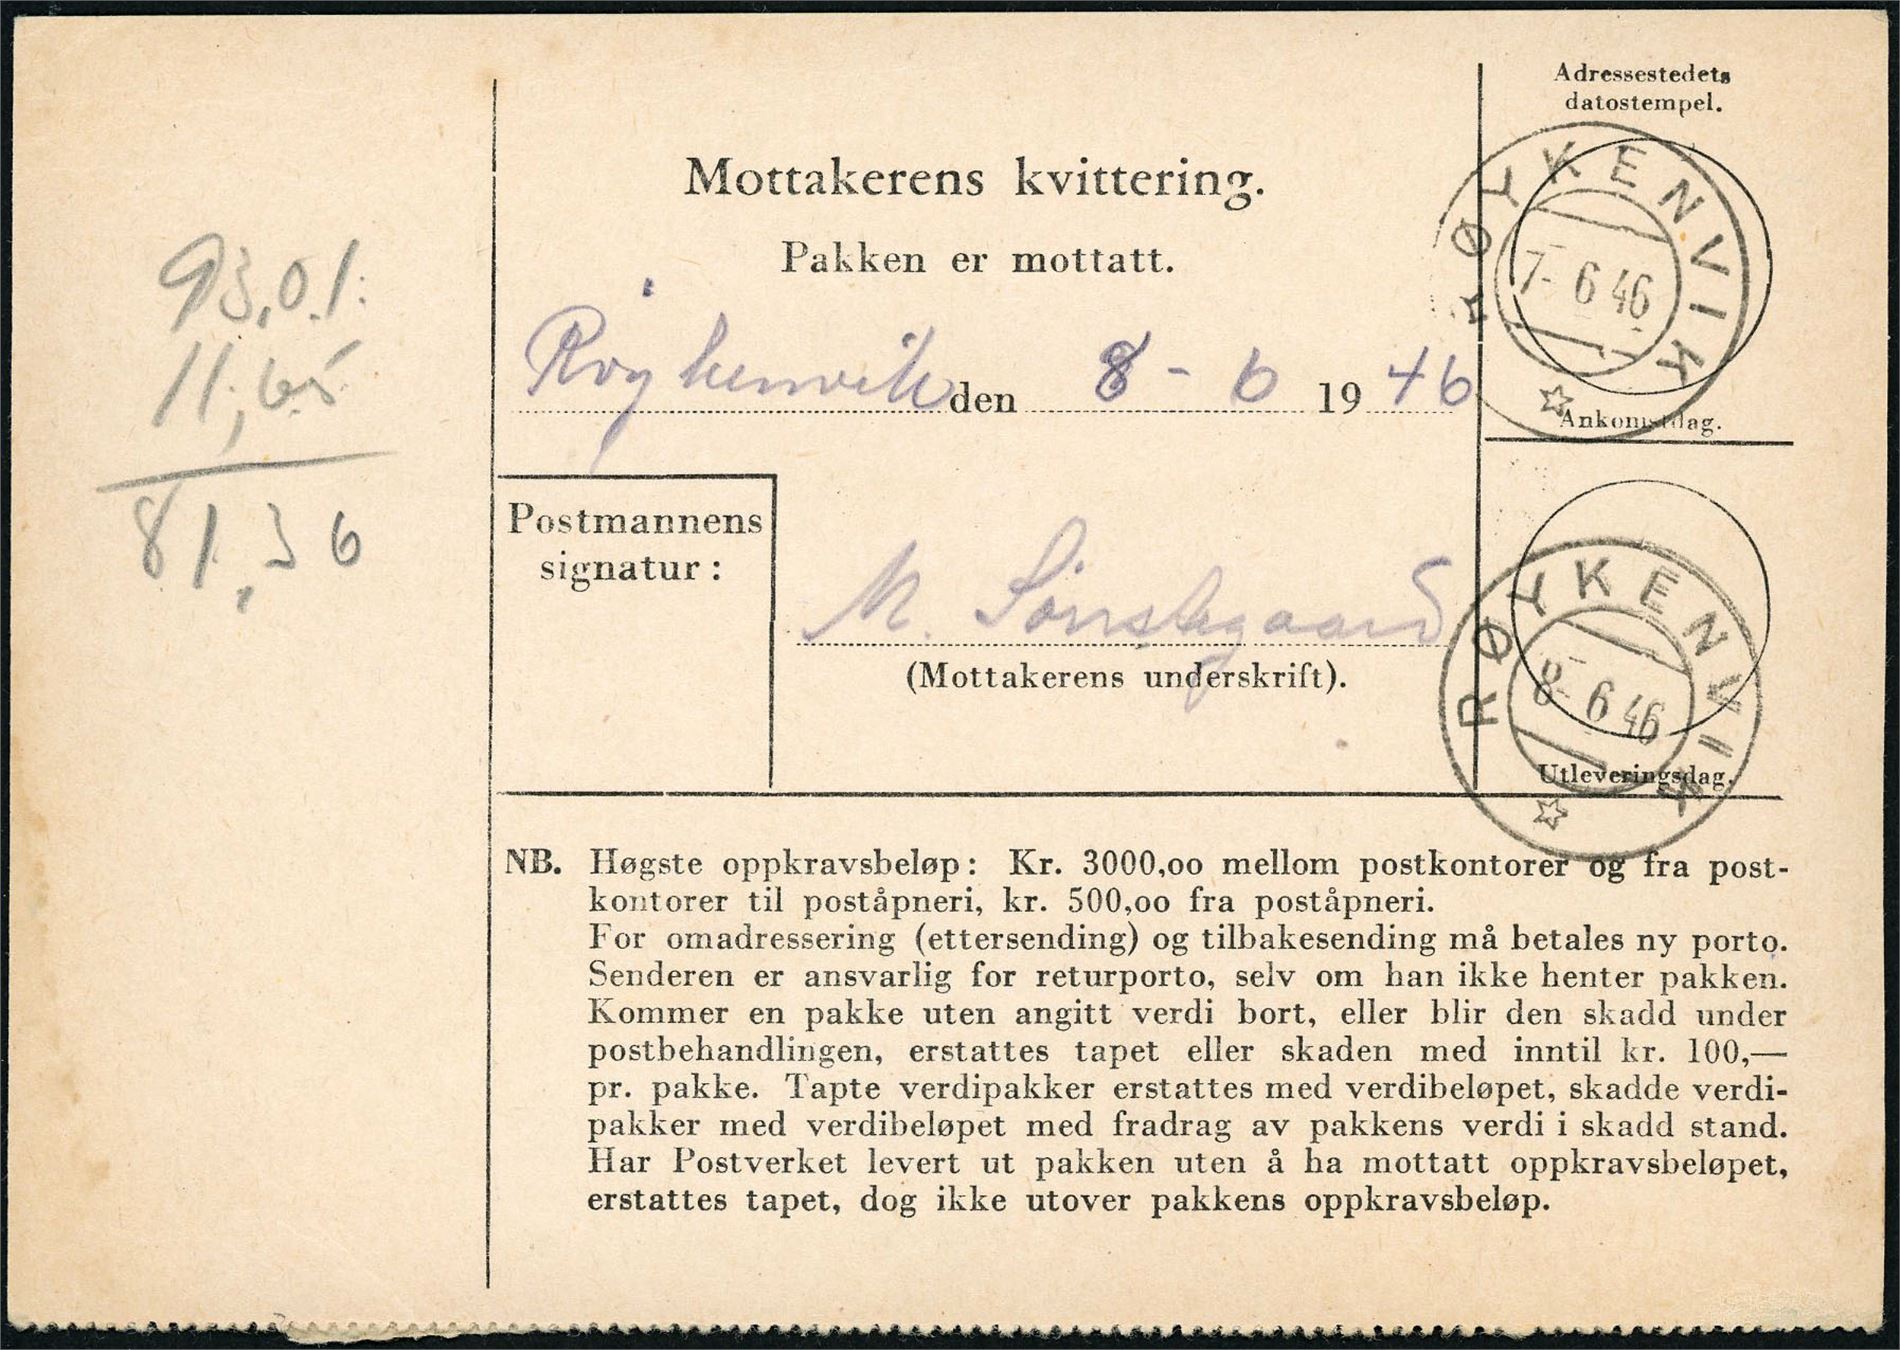 93,01
11,65
81,36
Mottakerens kvittering.
Pakken er mottatt.
Røykenvik den 8 - 6 19 46
Postmannens
signatur:
M. Sønstegaard
(Mottakerens underskrift).
Adressestedets
datostempel.
RØYKENVIK
7-6 46
Ankomstdag.
RØYKENVIK
8-6 46
Utleveringsdag.
NB. Høgste oppkravsbeløp: Kr. 3000,oo mellom postkontorer og fra post-
kontorer til poståpneri, kr. 500,oo fra poståpneri.
For omadressering (ettersending) og tilbakesending må betales ny porto.
Senderen er ansvarlig for returporto, selv om han ikke henter pakken.
Kommer en pakke uten angitt verdi bort, eller blir den skadd under
postbehandlingen, erstattes tapet eller skaden med inntil kr. 100,—
pr. pakke. Tapte verdipakker erstattes med verdibeløpet, skadde verdi-
pakker med verdibeløpet med fradrag av pakkens verdi i skadd stand.
Har Postverket levert ut pakken uten å ha mottatt oppkravsbeløpet,
erstattes tapet, dog ikke utover pakkens oppkravsbeløp.